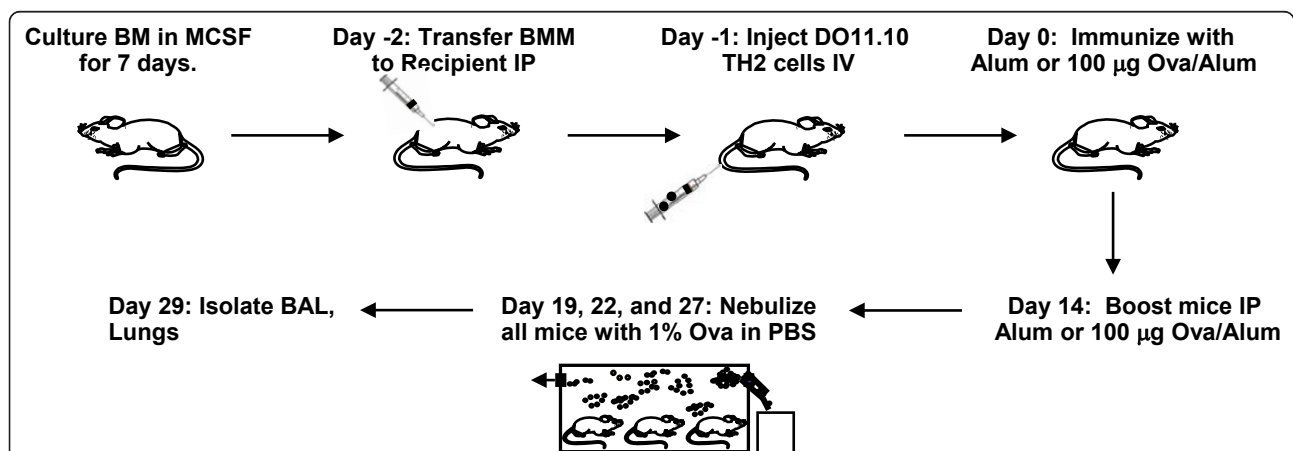 Culture BM in MCSF
for 7 days.
Day -2: Transfer BMM
to Recipient IP
Day -1: Inject DO11.10
TH2 cells IV
Day 0: Immunize with
Alum or 100 μg Ova/Alum
Day 29: Isolate BAL,
Lungs
Day 19, 22, and 27: Nebulize
all mice with 1% Ova in PBS
Day 14: Boost mice IP
Alum or 100 μg Ova/Alum